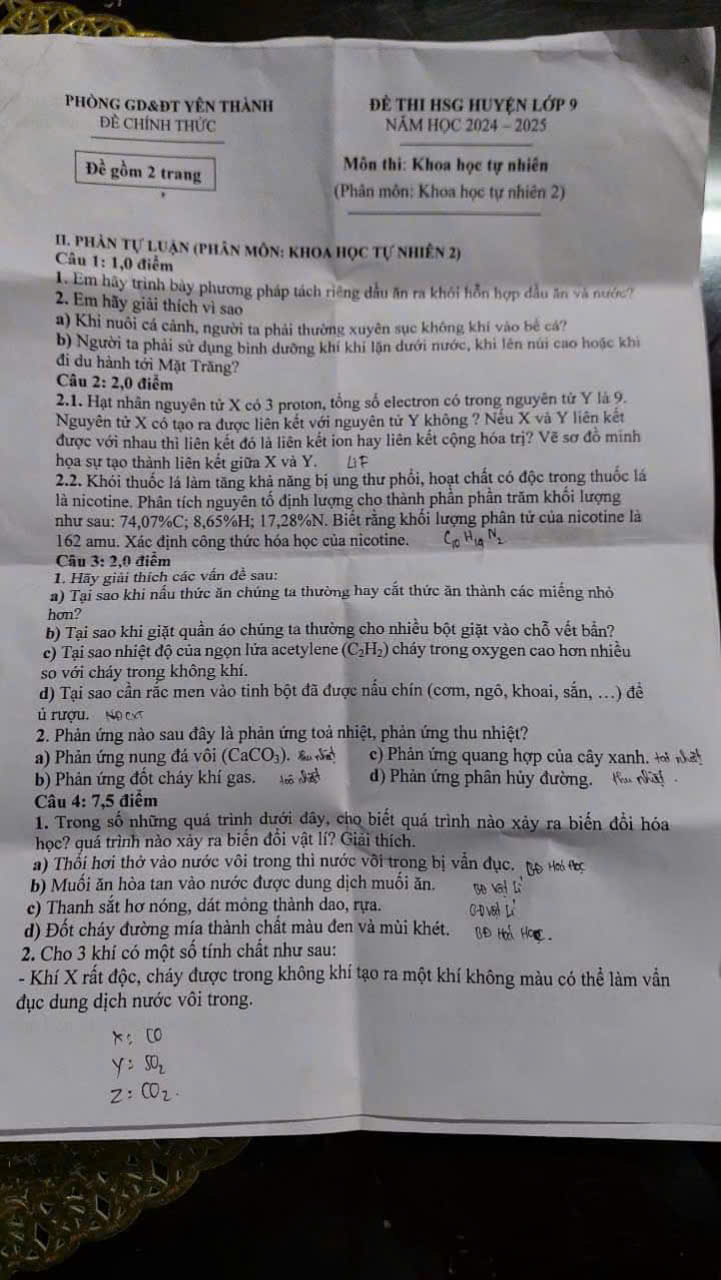 PHÒNG GD&ĐT YÊN THÀNH
ĐỀ CHÍNH THỨC
Đề gồm 2 trang
ĐỀ THI HSG HUYỆN LỚP 9
NĂM HỌC 2024 – 2025
Môn thi: Khoa học tự nhiên
(Phân môn: Khoa học tự nhiên 2)
II. PHẦN TỰ LUẬN (PHÂN MÔN: KHOA HỌC TỰ NHIÊN 2)
Câu 1: 1,0 điểm
1. Em hãy trình bày phương pháp tách riêng dầu ăn ra khỏi hỗn hợp dầu ăn và nước?
2. Em hãy giải thích vì sao
a) Khi nuôi cá cảnh, người ta phải thường xuyên sục không khí vào bể cá?
b) Người ta phải sử dụng bình dưỡng khí khi lặn dưới nước, khi lên núi cao hoặc khi
đi du hành tới Mặt Trăng?
Câu 2: 2,0 điểm
2.1. Hạt nhân nguyên tử X có 3 proton, tổng số electron có trong nguyên tử Y là 9.
Nguyên tử X có tạo ra được liên kết với nguyên tử Y không ? Nếu X và Y liên kết
được với nhau thì liên kết đó là liên kết ion hay liên kết cộng hóa trị? Vẽ sơ đồ minh
họa sự tạo thành liên kết giữa X và Y. LiF
2.2. Khói thuốc lá làm tăng khả năng bị ung thư phổi, hoạt chất có độc trong thuốc lá
là nicotine. Phân tích nguyên tố định lượng cho thành phần phần trăm khối lượng
như sau: 74,07%C; 8,65%H; 17,28%N. Biết rằng khối lượng phân tử của nicotine là
162 amu. Xác định công thức hóa học của nicotine. C₁₀H₁₄N₂
Câu 3: 2,0 điểm
1. Hãy giải thích các vấn đề sau:
a) Tại sao khi nấu thức ăn chúng ta thường hay cắt thức ăn thành các miếng nhỏ
hơn?
b) Tại sao khi giặt quần áo chúng ta thường cho nhiều bột giặt vào chỗ vết bẩn?
c) Tại sao nhiệt độ của ngọn lửa acetylene (C₂H₂) cháy trong oxygen cao hơn nhiều
so với cháy trong không khí.
d) Tại sao cần rắc men vào tinh bột đã được nấu chín (cơm, ngô, khoai, sắn, …) để
ủ rượu.
2. Phản ứng nào sau đây là phản ứng toả nhiệt, phản ứng thu nhiệt?
a) Phản ứng nung đá vôi (CaCO₃). thu nhiệt c) Phản ứng quang hợp của cây xanh. toả nhiệt
b) Phản ứng đốt cháy khí gas. toả nhiệt d) Phản ứng phân hủy đường. thu nhiệt.
Câu 4: 7,5 điểm
1. Trong số những quá trình dưới đây, cho biết quá trình nào xảy ra biến đổi hóa
học? quá trình nào xảy ra biến đổi vật lí? Giải thích.
a) Thổi hơi thở vào nước vôi trong thì nước vôi trong bị vẩn đục. BĐ Hoá Học
b) Muối ăn hòa tan vào nước được dung dịch muối ăn. BĐ Vật Lí
c) Thanh sắt hơ nóng, dát mỏng thành dao, rựa. BĐ Vật Lí
d) Đốt cháy đường mía thành chất màu đen và mùi khét. BĐ Hoá Học.
2. Cho 3 khí có một số tính chất như sau:
- Khí X rất độc, cháy được trong không khí tạo ra một khí không màu có thể làm vẩn
đục dung dịch nước vôi trong.
X: CO
Y: SO₂
Z: CO₂.